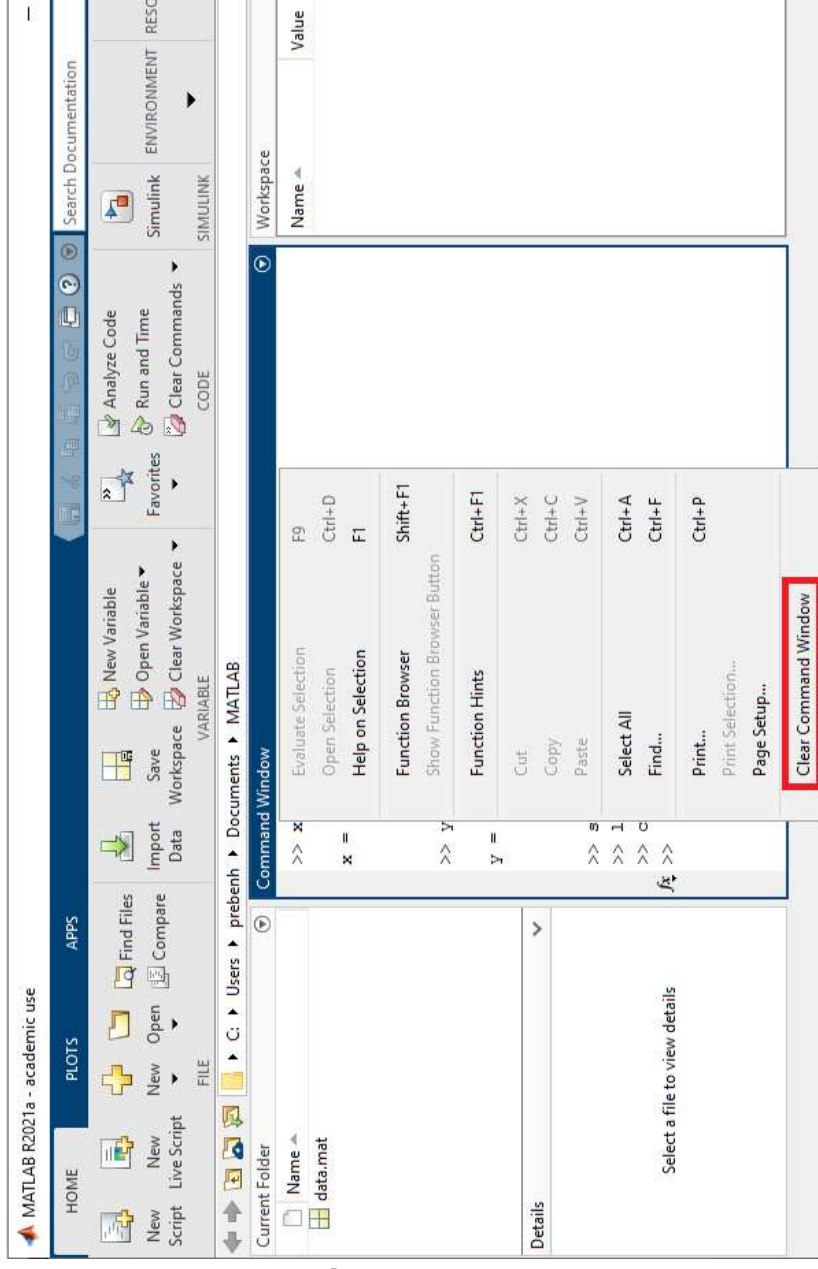 MATLAB R2021a - academic use
HOME PLOTS APPS
Search Documentation
New Script
New Live Script
New
Open
Find Files
Compare
FILE
Import Data
Save Workspace
New Variable
Open Variable
Clear Workspace
VARIABLE
Favorites
Analyze Code
Run and Time
Clear Commands
CODE
Simulink
SIMULINK
ENVIRONMENT
RESO
C: Users prebenh Documents MATLAB
Current Folder
Name
data.mat
Details
Select a file to view details
Command Window
>> x
x =
>> y
y =
>> s
>> l
>> c
fx >>
Evaluate Selection F9
Open Selection Ctrl+D
Help on Selection F1
Function Browser Shift+F1
Show Function Browser Button
Function Hints Ctrl+F1
Cut Ctrl+X
Copy Ctrl+C
Paste Ctrl+V
Select All Ctrl+A
Find... Ctrl+F
Print... Ctrl+P
Print Selection...
Page Setup...
Clear Command Window
Workspace
Name Value